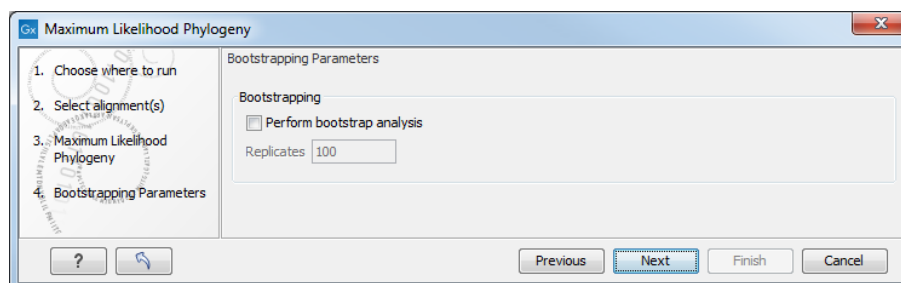 Gx Maximum Likelihood Phylogeny
X
1. Choose where to run
2. Select alignment(s)
3. Maximum Likelihood
Phylogeny
4. Bootstrapping Parameters
Bootstrapping Parameters
Bootstrapping
Perform bootstrap analysis
Replicates 100
?
Previous Next Finish Cancel